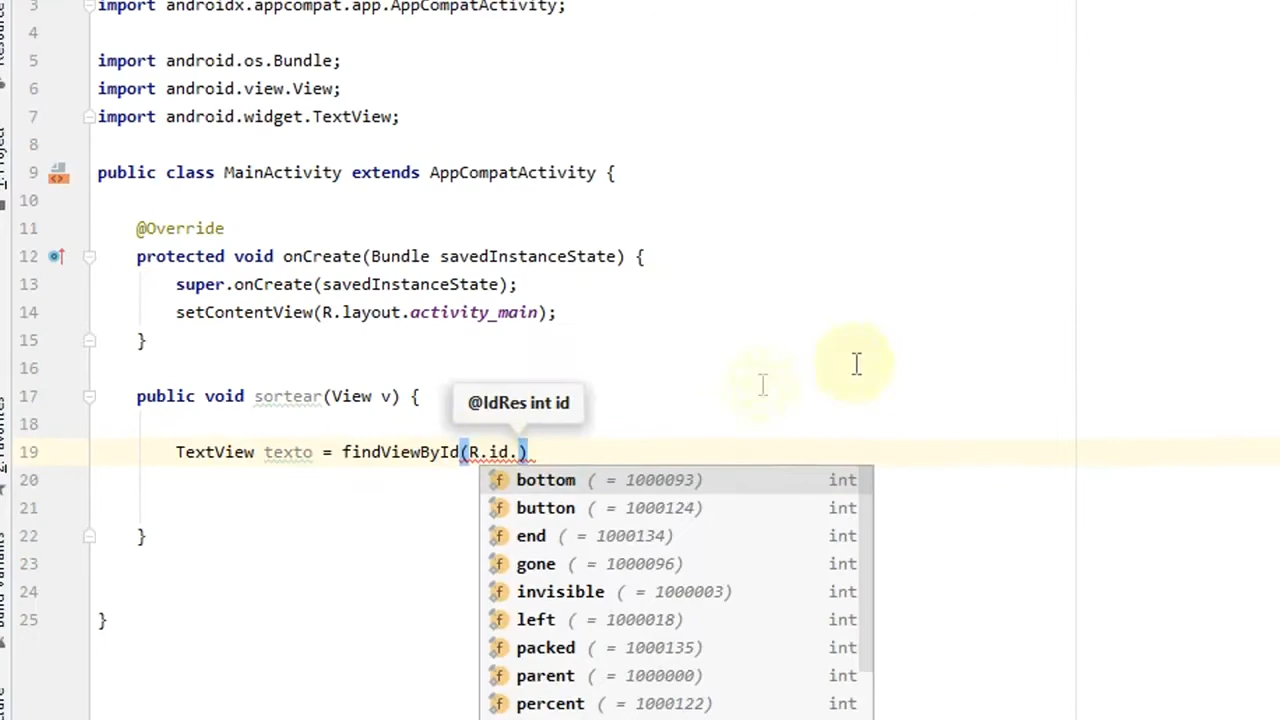 3 import androidx.appcompat.app.AppCompatActivity;
4
5 import android.os.Bundle;
6 import android.view.View;
7 import android.widget.TextView;
8
9 public class MainActivity extends AppCompatActivity {
10
11 @Override
12 protected void onCreate(Bundle savedInstanceState) {
13 super.onCreate(savedInstanceState);
14 setContentView(R.layout.activity_main);
15 }
16
17 public void sortear(View v) {
@IdRes int id
18
19 TextView texto = findViewById(R.id.)
20
21
22 }
23
24
25 }
f bottom ( = 1000093) int
f button ( = 1000124) int
f end ( = 1000134) int
f gone ( = 1000096) int
f invisible ( = 1000003) int
f left ( = 1000018) int
f packed ( = 1000135) int
f parent ( = 1000000) int
f percent ( = 1000122) int
1: Project
2: Favorites